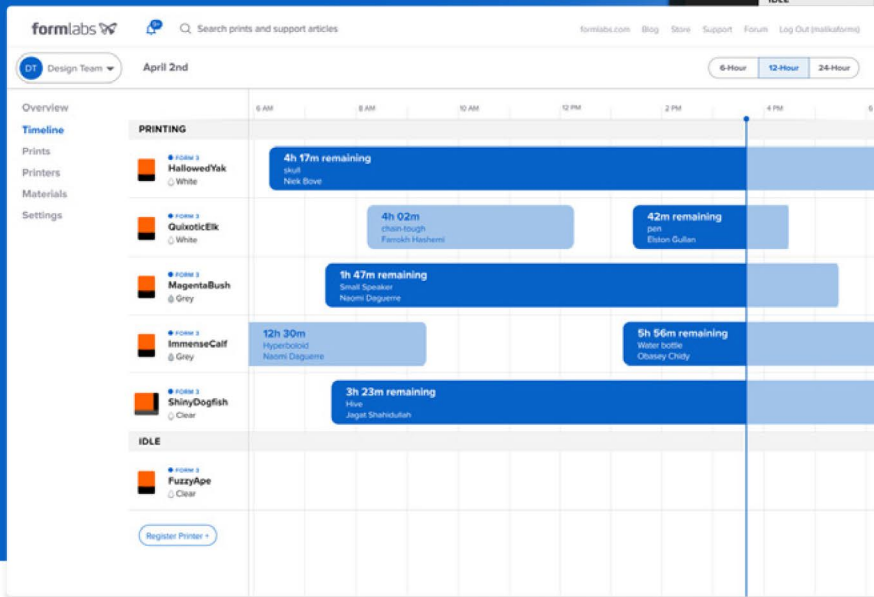 IDLE
formlabs
9+
Search prints and support articles
formlabs.com Blog Store Support Forum Log Out (malikaforms)
DT Design Team
April 2nd
6-Hour 12-Hour 24-Hour
Overview
Timeline
Prints
Printers
Materials
Settings
6 AM 8 AM 10 AM 12 PM 2 PM 4 PM 6
PRINTING
FORM 3
HallowedYak
White
4h 17m remaining
skull
Niek Bove
FORM 3
QuixoticElk
White
4h 02m
chain-tough
Farrokh Hashemi
42m remaining
pen
Elston Gullan
FORM 3
MagentaBush
Grey
1h 47m remaining
Small Speaker
Naomi Daguerre
FORM 3
ImmenseCalf
Grey
12h 30m
Hyperboloid
Naomi Daguerre
5h 56m remaining
Water bottle
Obasey Chidy
FORM 3
ShinyDogfish
Clear
3h 23m remaining
Hive
Jagat Shahidullah
IDLE
FORM 3
FuzzyApe
Clear
Register Printer +